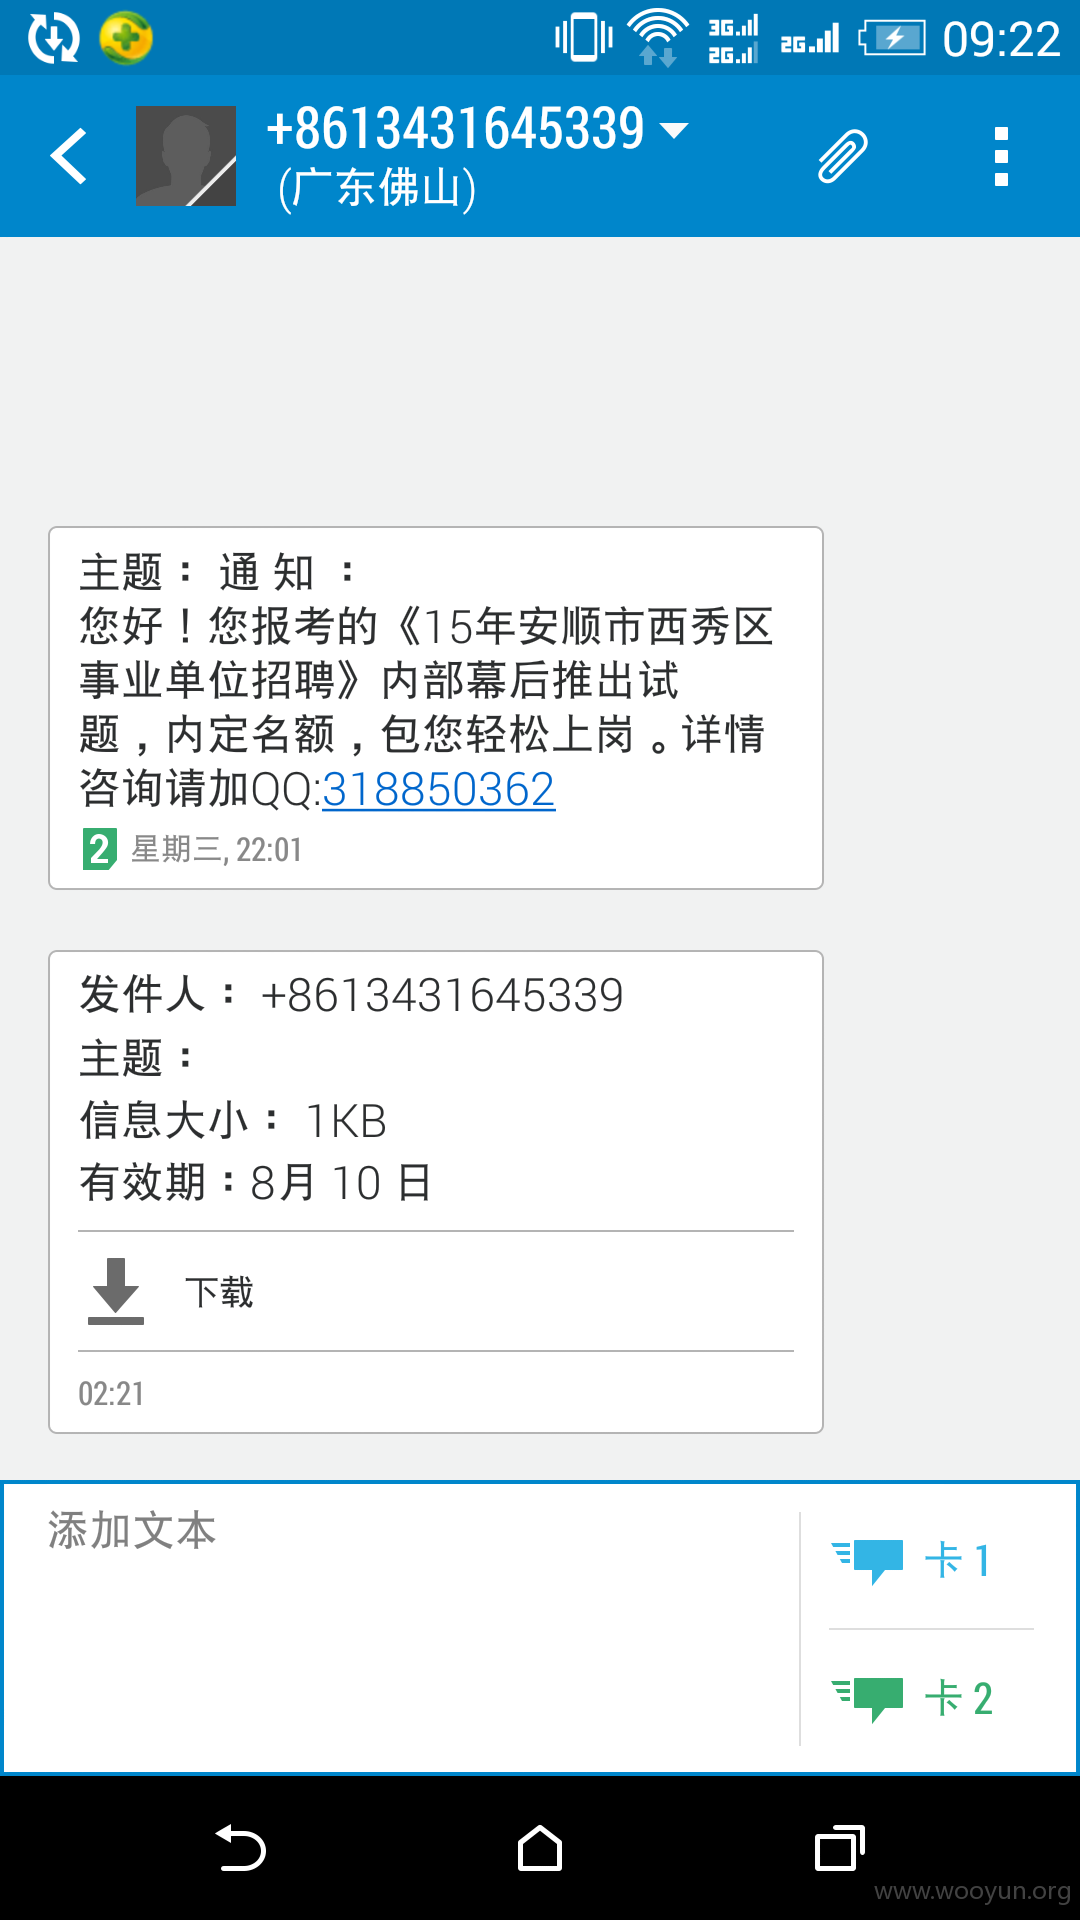 3G
2G
2G
09:22
+8613431645339
(广东佛山)
主题： 通 知 ：
您好！您报考的《15年安顺市西秀区
事业单位招聘》内部幕后推出试
题，内定名额，包您轻松上岗。详情
咨询请加QQ:318850362
2 星期三, 22:01
发件人： +8613431645339
主题：
信息大小： 1KB
有效期：8月 10 日
下载
02:21
添加文本
卡 1
卡 2
www.wooyun.org